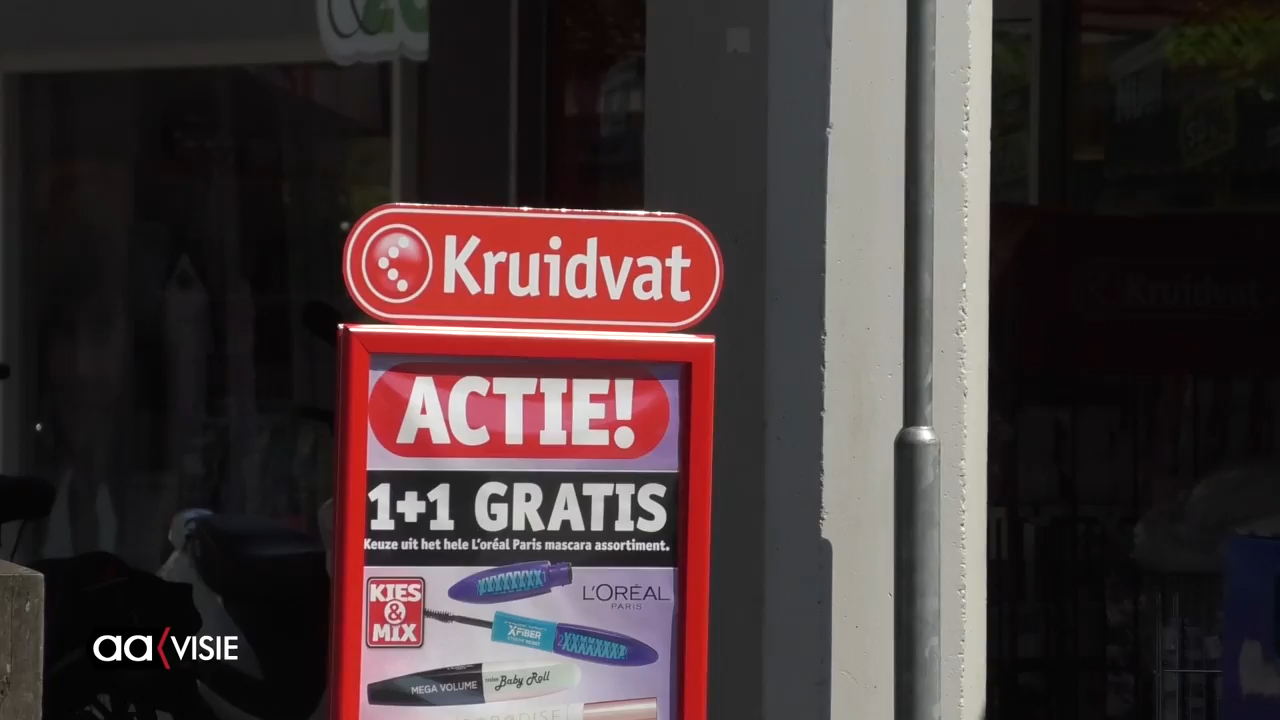 Kruidvat
ACTIE!
1+1 GRATIS
Keuze uit het hele L'oréal Paris mascara assortiment.
KIES
&
MIX
L'ORÉAL
PARIS
XFIBER
MEGA VOLUME
Baby Roll
Kruidvat
aa(VISIE